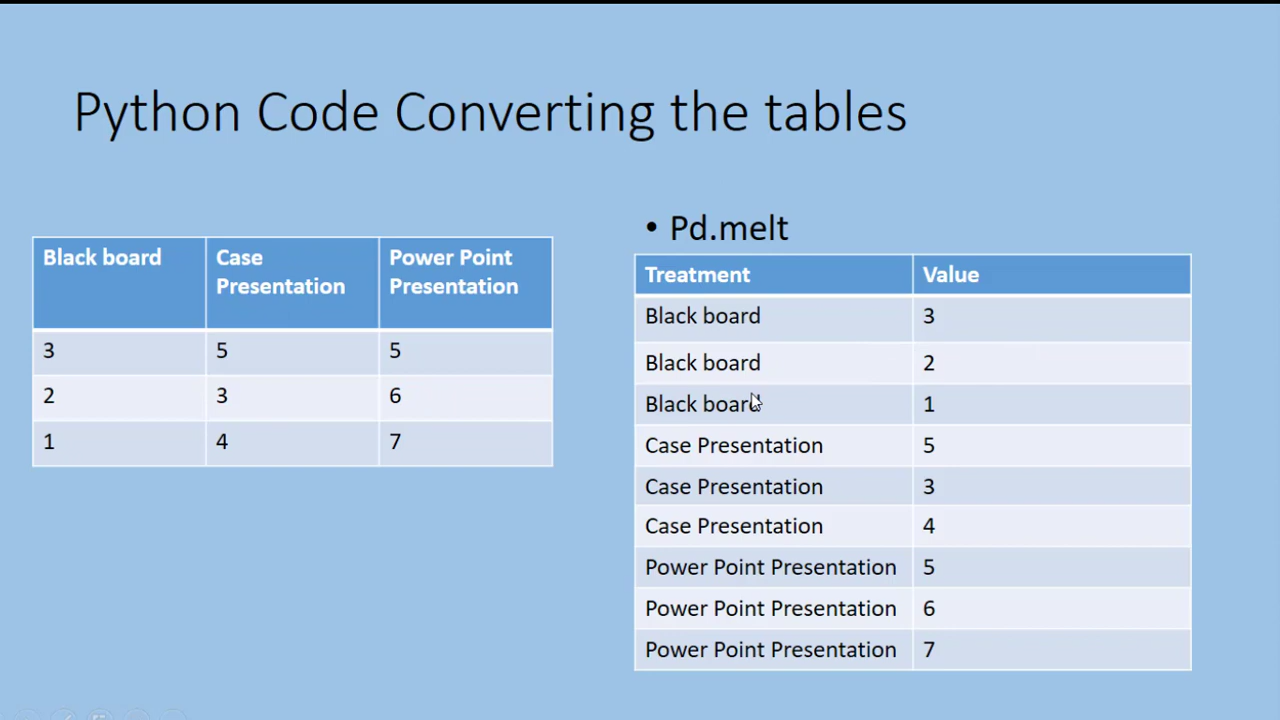 Python Code Converting the tables
Black board Case Presentation Power Point Presentation
3 5 5
2 3 6
1 4 7
• Pd.melt
Treatment Value
Black board 3
Black board 2
Black board 1
Case Presentation 5
Case Presentation 3
Case Presentation 4
Power Point Presentation 5
Power Point Presentation 6
Power Point Presentation 7